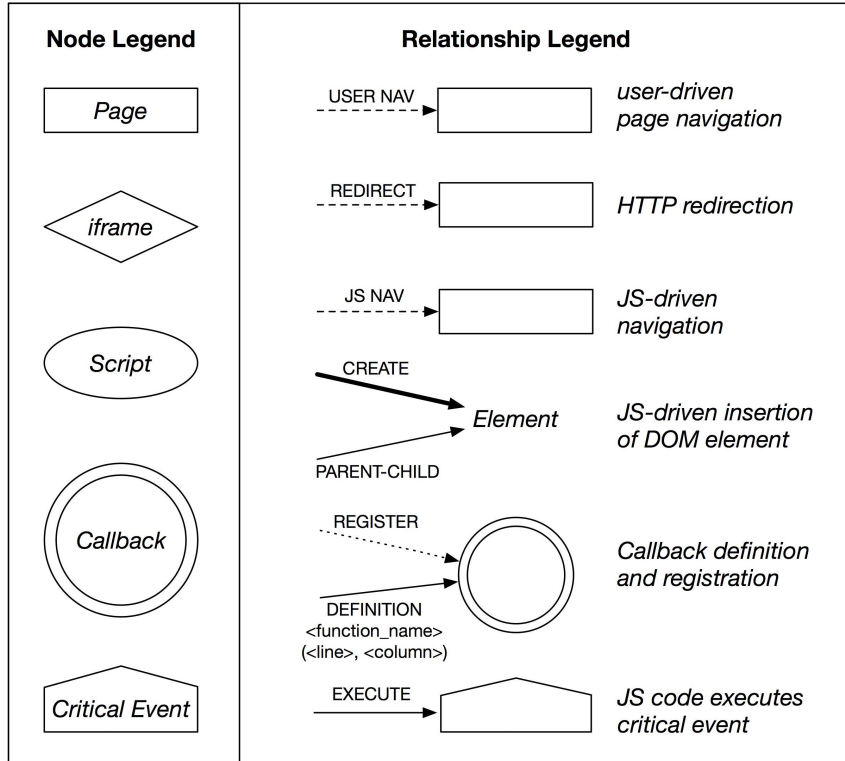 Node Legend
Relationship Legend
Page
USER NAV
user-driven
page navigation
iframe
REDIRECT
HTTP redirection
JS NAV
JS-driven
navigation
Script
CREATE
Element
PARENT-CHILD
JS-driven insertion
of DOM element
Callback
REGISTER
DEFINITION
<function_name>
(<line>, <column>)
Callback definition
and registration
Critical Event
EXECUTE
JS code executes
critical event